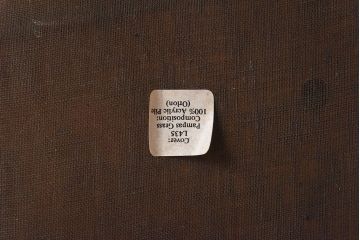 Cover:
L435
Pampas Grass
Composition:
100% Acrylic Pile
(Orlon)